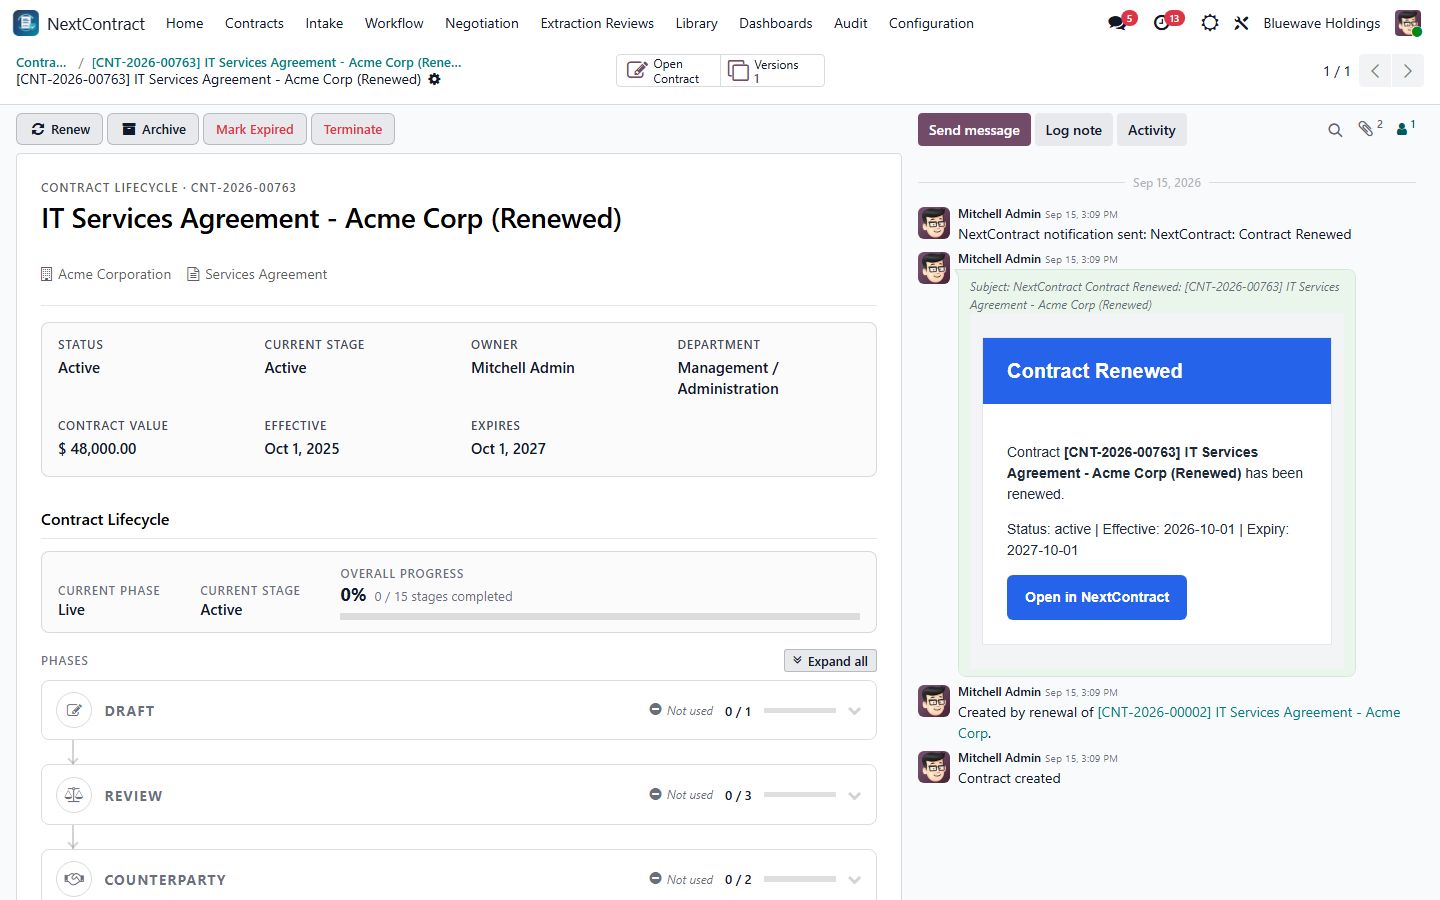 NextContract Home Contracts Intake Workflow Negotiation Extraction Reviews Library Dashboards Audit Configuration 5 13 Bluewave Holdings
Contra... / [CNT-2026-00763] IT Services Agreement - Acme Corp (Rene...
[CNT-2026-00763] IT Services Agreement - Acme Corp (Renewed)
Open Contract
Versions 1
1 / 1
Renew Archive Mark Expired Terminate
Send message Log note Activity 2 1
CONTRACT LIFECYCLE · CNT-2026-00763
IT Services Agreement - Acme Corp (Renewed)
Acme Corporation Services Agreement
STATUS
Active
CURRENT STAGE
Active
OWNER
Mitchell Admin
DEPARTMENT
Management /
Administration
CONTRACT VALUE
$ 48,000.00
EFFECTIVE
Oct 1, 2025
EXPIRES
Oct 1, 2027
Contract Lifecycle
CURRENT PHASE
Live
CURRENT STAGE
Active
OVERALL PROGRESS
0% 0 / 15 stages completed
PHASES
Expand all
DRAFT Not used 0 / 1
REVIEW Not used 0 / 3
COUNTERPARTY Not used 0 / 2
Sep 15, 2026
Mitchell Admin Sep 15, 3:09 PM
NextContract notification sent: NextContract: Contract Renewed
Mitchell Admin Sep 15, 3:09 PM
Subject: NextContract Contract Renewed: [CNT-2026-00763] IT Services
Agreement - Acme Corp (Renewed)
Contract Renewed
Contract [CNT-2026-00763] IT Services
Agreement - Acme Corp (Renewed) has been
renewed.
Status: active | Effective: 2026-10-01 | Expiry:
2027-10-01
Open in NextContract
Mitchell Admin Sep 15, 3:09 PM
Created by renewal of [CNT-2026-00002] IT Services Agreement - Acme
Corp.
Mitchell Admin Sep 15, 3:09 PM
Contract created